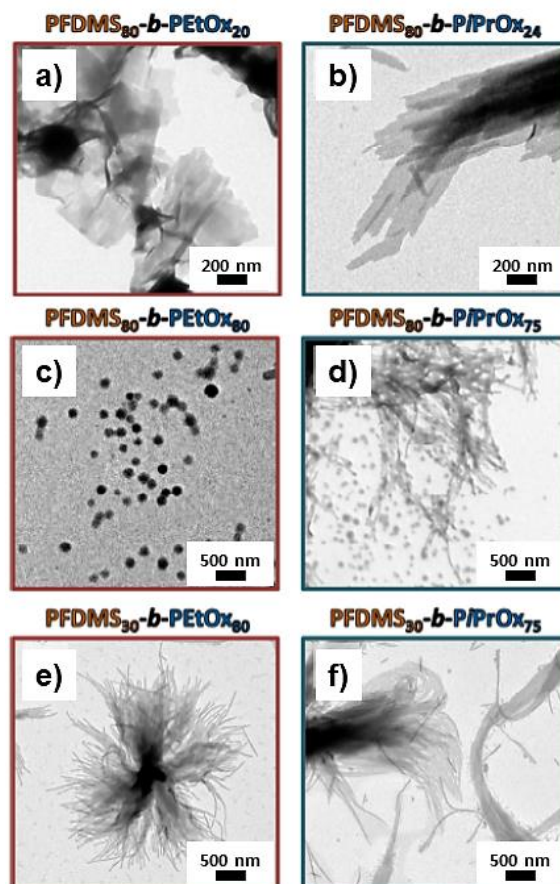 PFDMS80-b-PEtOx20 PFDMS80-b-PiPrOx24
a) b)
200 nm 200 nm
PFDMS80-b-PEtOx80 PFDMS80-b-PiPrOx75
c) d)
500 nm 500 nm
PFDMS30-b-PEtOx80 PFDMS30-b-PiPrOx75
e) f)
500 nm 500 nm